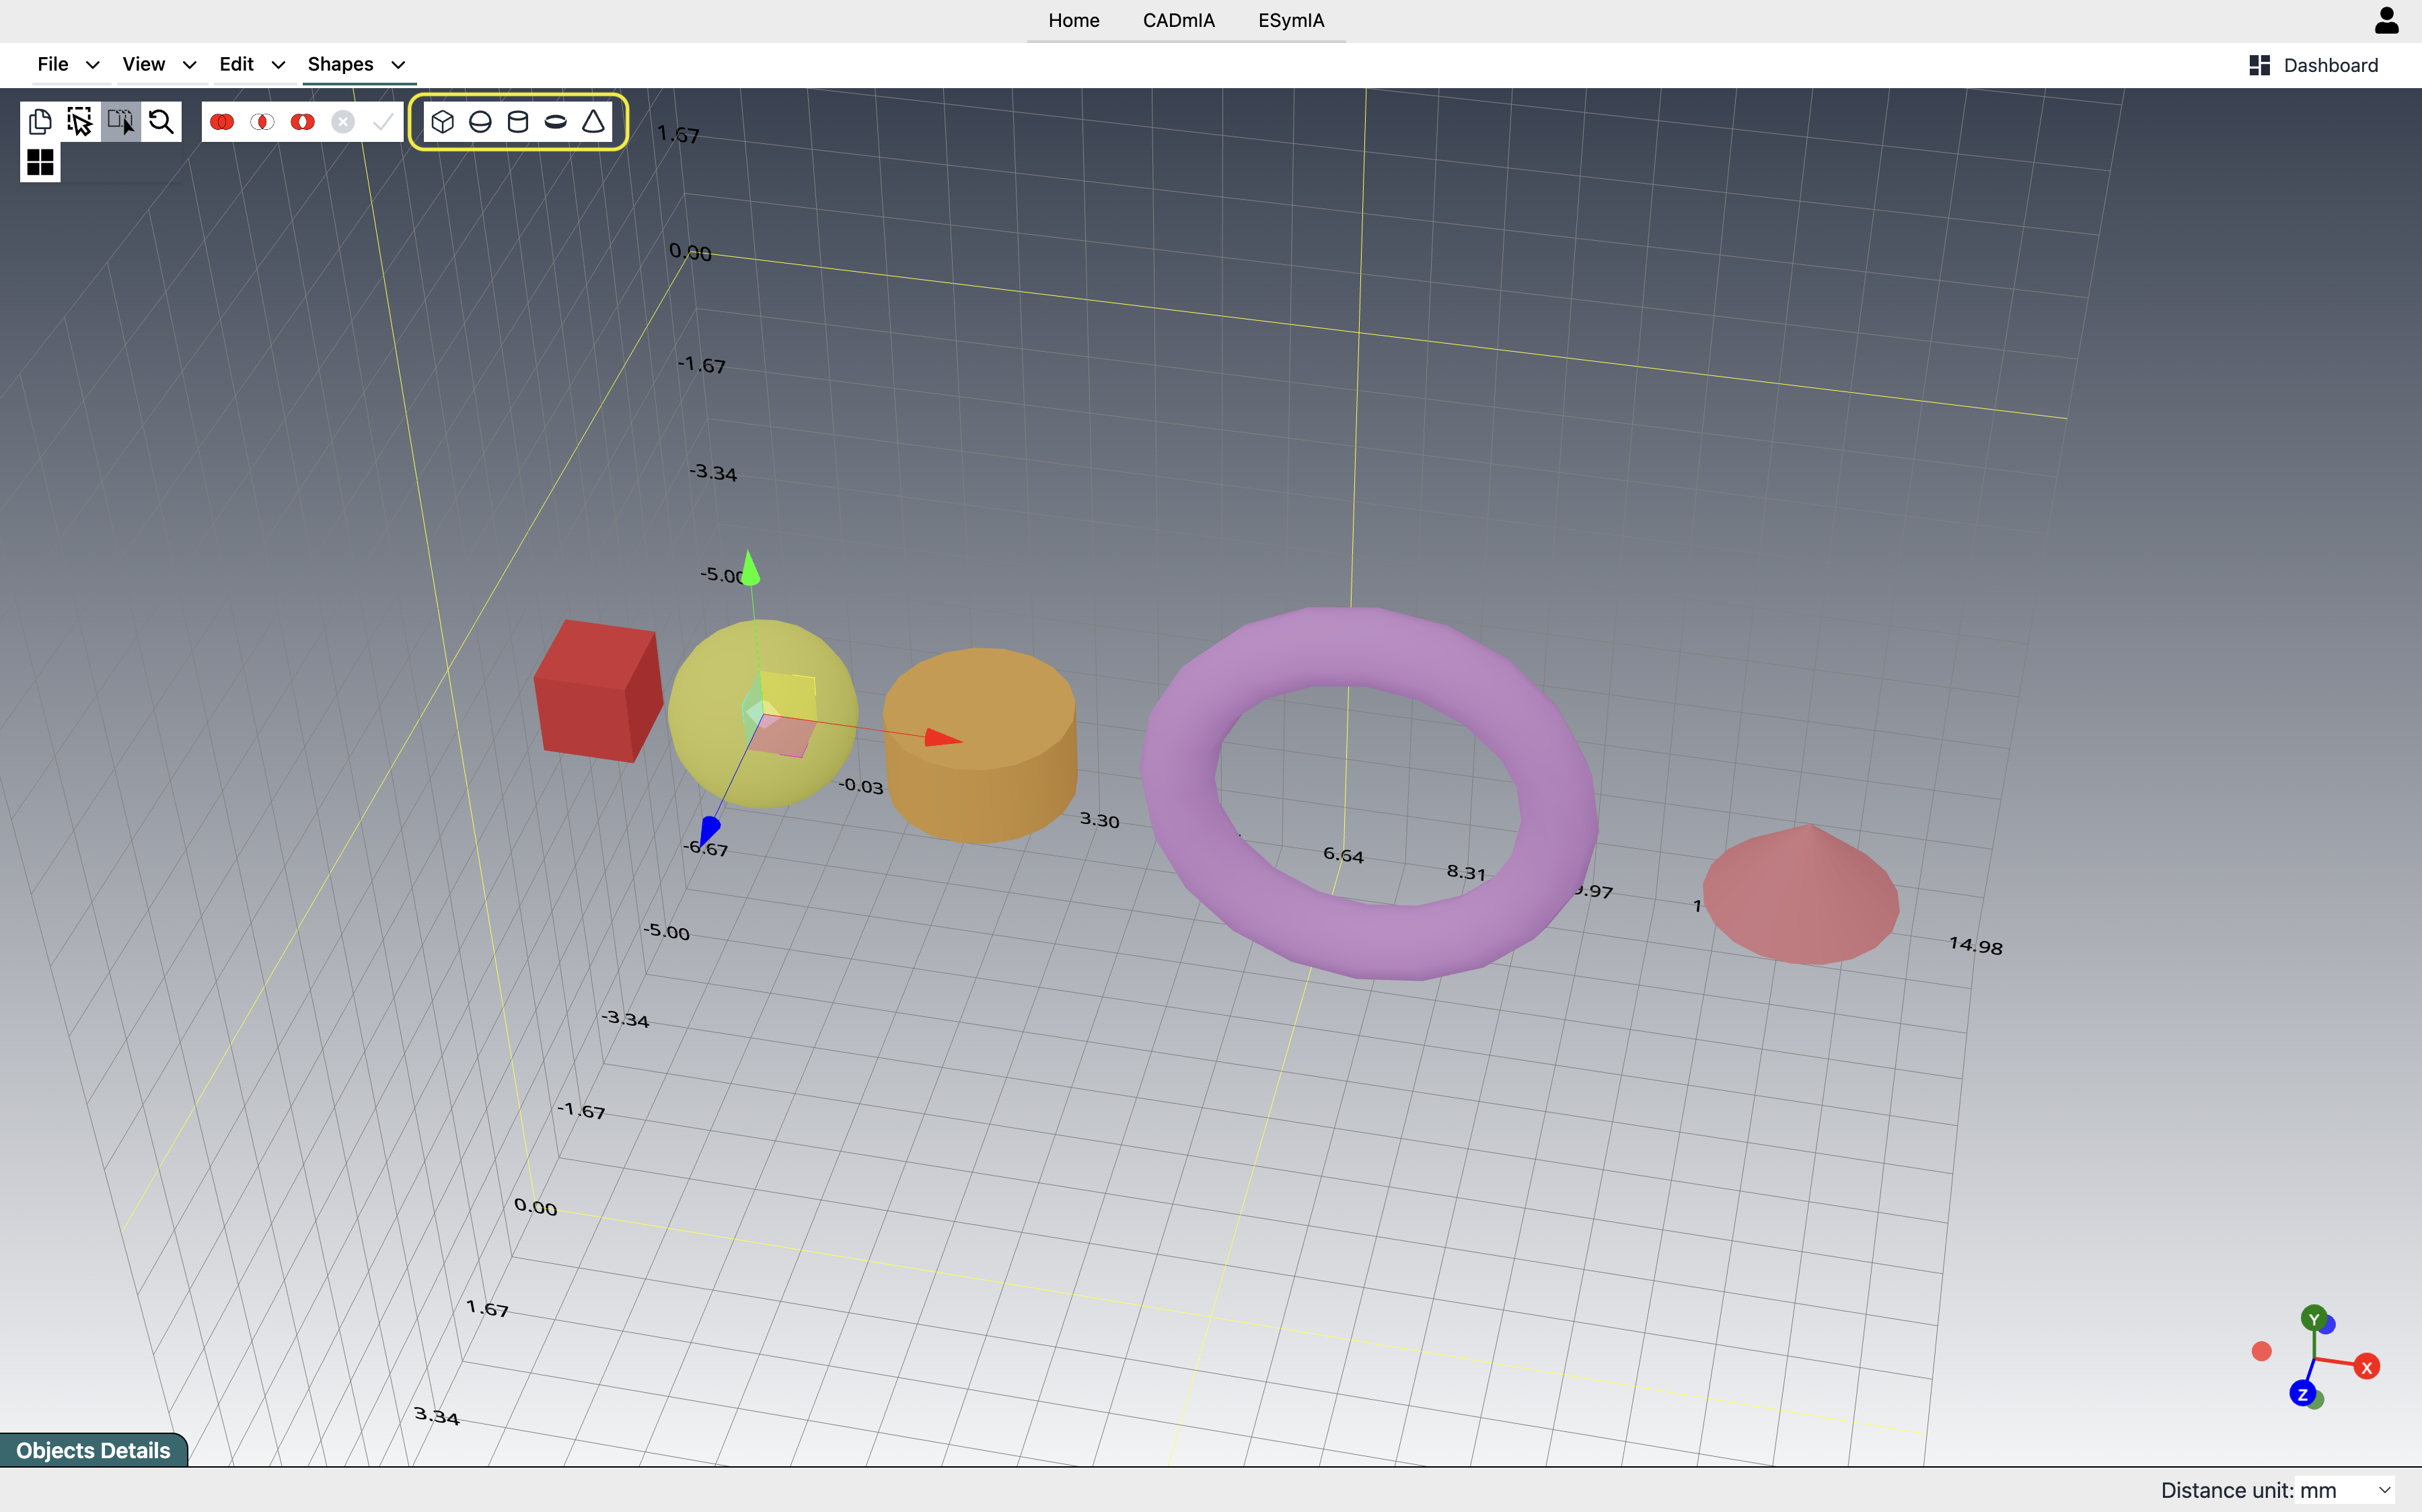 Home CADmIA ESymIA
File View Edit Shapes Dashboard
1.67
0.00
-1.67
-3.34
-5.00
-0.03
3.30
-6.67
6.64
8.31
9.97
14.98
-5.00
-3.34
-1.67
0.00
1.67
3.34
Y
X
Z
Objects Details
Distance unit: mm